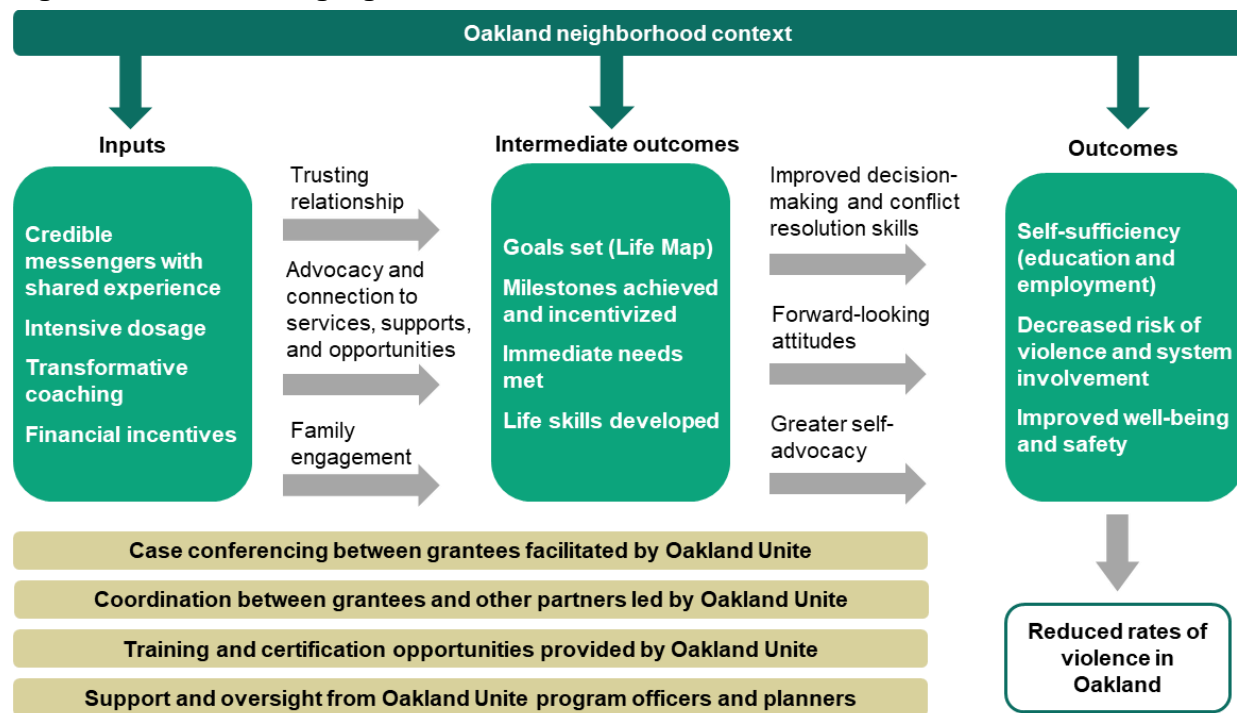 Oakland neighborhood context
Inputs
Credible
messengers with
shared experience
Intensive dosage
Transformative
coaching
Financial incentives
Trusting
relationship
Advocacy and
connection to
services, supports,
and opportunities
Family
engagement
Intermediate outcomes
Goals set (Life Map)
Milestones achieved
and incentivized
Immediate needs
met
Life skills developed
Improved decision-
making and conflict
resolution skills
Forward-looking
attitudes
Greater self-
advocacy
Outcomes
Self-sufficiency
(education and
employment)
Decreased risk of
violence and system
involvement
Improved well-being
and safety
Reduced rates of
violence in
Oakland
Case conferencing between grantees facilitated by Oakland Unite
Coordination between grantees and other partners led by Oakland Unite
Training and certification opportunities provided by Oakland Unite
Support and oversight from Oakland Unite program officers and planners